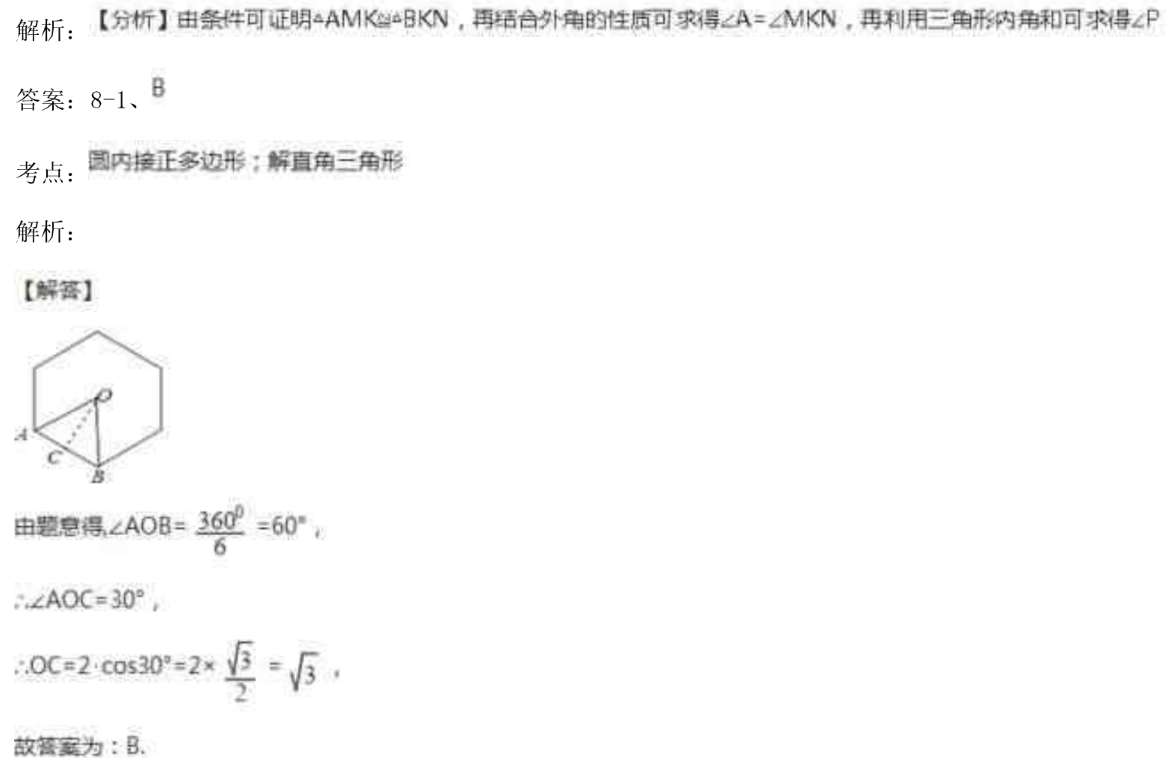 解析：【分析】由条件可证明△AMK≌△BKN，再结合外角的性质可求得∠A=∠MKN，再利用三角形内角和可求得∠P
答案：8-1、B
考点：圆内接正多边形；解直角三角形
解析：
【解答】
O
A
C
B
由题意得,∠AOB= 360⁰/6 =60°，
∴∠AOC=30°，
∴OC=2·cos30°=2× √3/2 = √3 ，
故答案为：B.